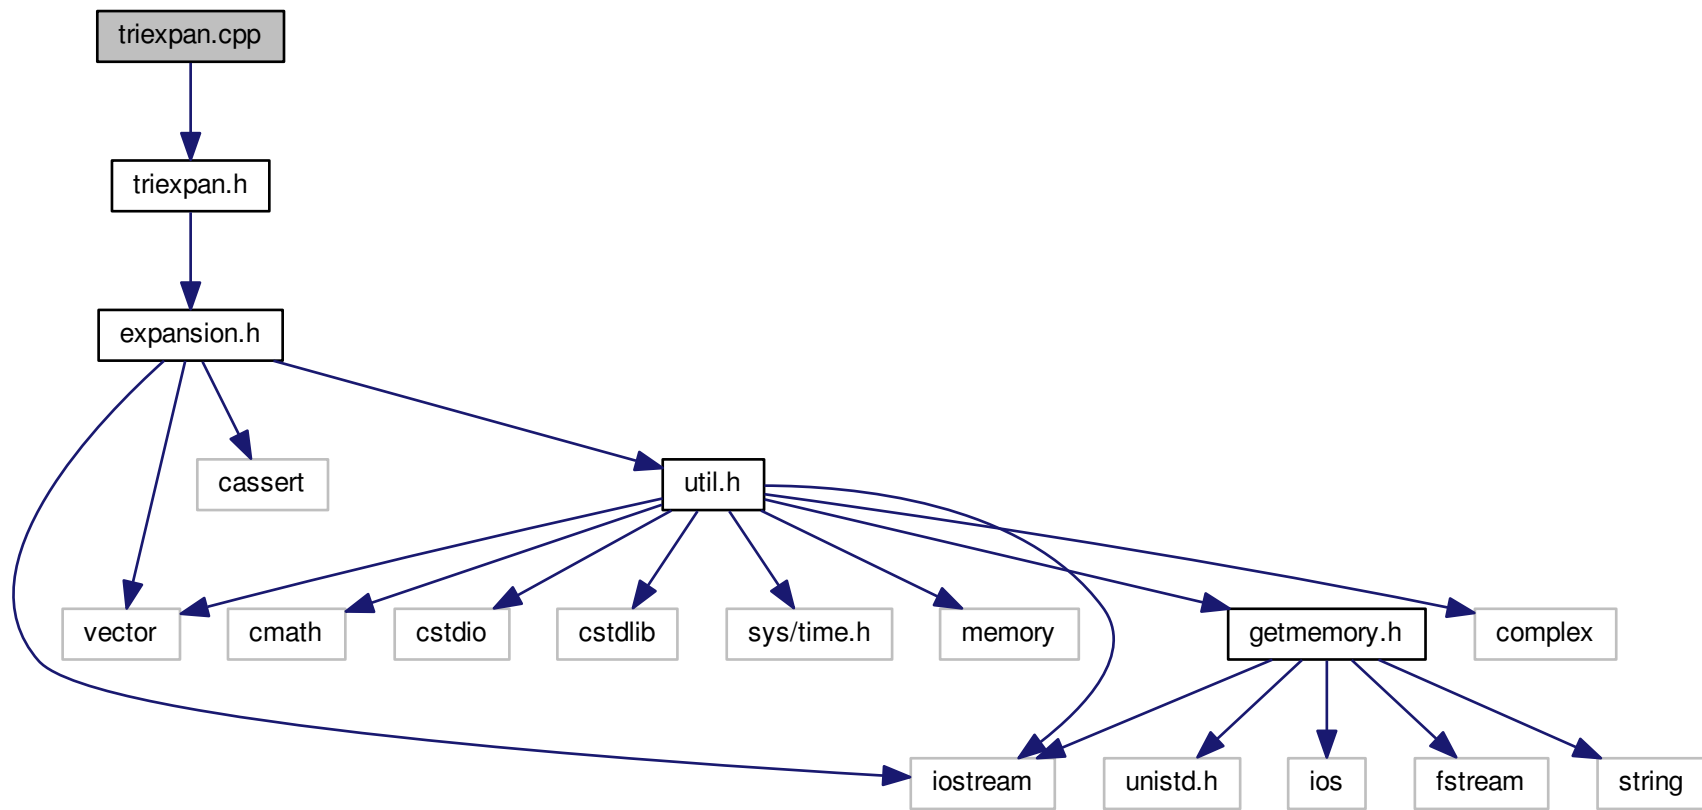 triexpan.cpp
triexpan.h
expansion.h
cassert
util.h
vector
cmath
cstdio
cstdlib
sys/time.h
memory
getmemory.h
complex
iostream
unistd.h
ios
fstream
string